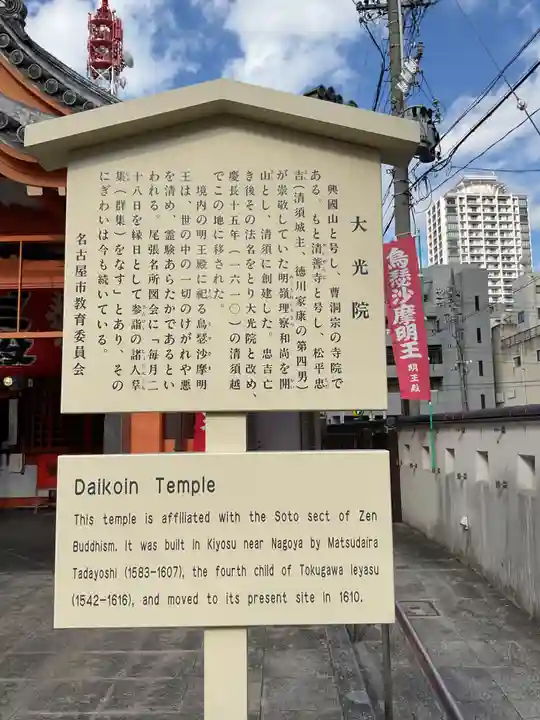 大光院
興國山と号し、曹洞宗の寺院で
ある。もと清善寺と号し、松平忠
吉(清須城主、徳川家康の第四男)
が崇敬していた明嶺理察和尚を開
山とし、清須に創建した。忠吉亡
き後その法名をとり大光院と改め、
慶長十五年(一六一〇)の清須越
でこの地に移された。
境内の明王殿に祀る烏瑟沙摩明
王は、世の中の一切のけがれや悪
を清め、霊験あらたかであるとい
われる。尾張名所図会に「毎月二
十八日を縁日として参詣の諸人草
集(群集)をなす」とあり、その
にぎわいは今も続いている。
名古屋市教育委員会
烏瑟沙摩明王
明王殿
Daikoin Temple
This temple is affiliated with the Soto sect of Zen
Buddhism. It was built in Kiyosu near Nagoya by Matsudaira
Tadayoshi (1583-1607), the fourth child of Tokugawa Ieyasu
(1542-1616), and moved to its present site in 1610.